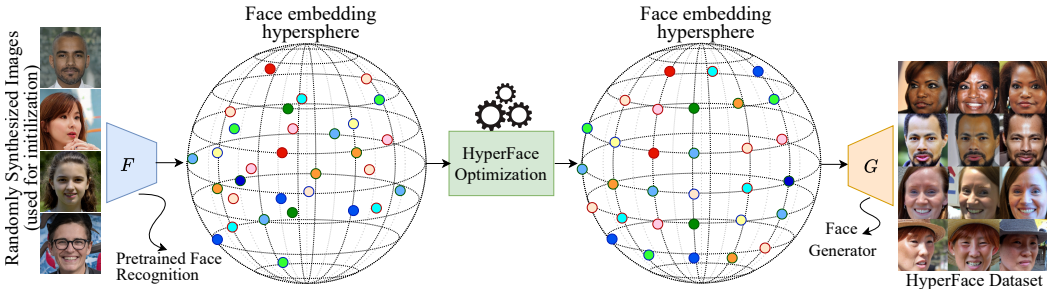 Randomly Synthesized Images
(used for initilization)
F
Pretrained Face
Recognition
Face embedding
hypersphere
HyperFace
Optimization
Face embedding
hypersphere
G
Face
Generator
HyperFace Dataset